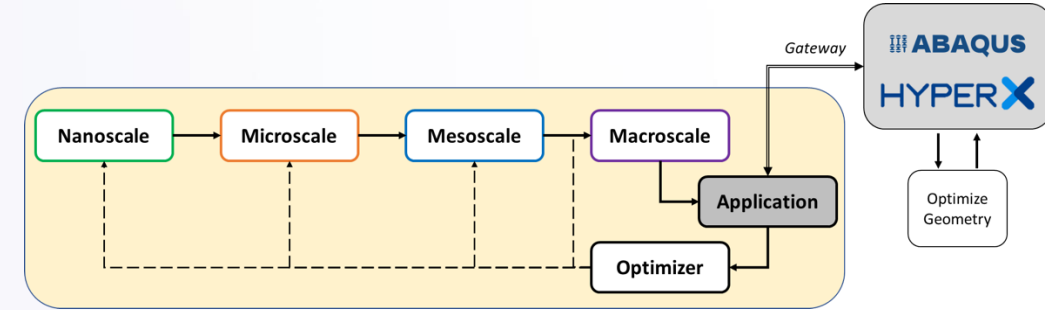 Gateway
ABAQUS
HYPERX
Nanoscale
Microscale
Mesoscale
Macroscale
Application
Optimizer
Optimize
Geometry